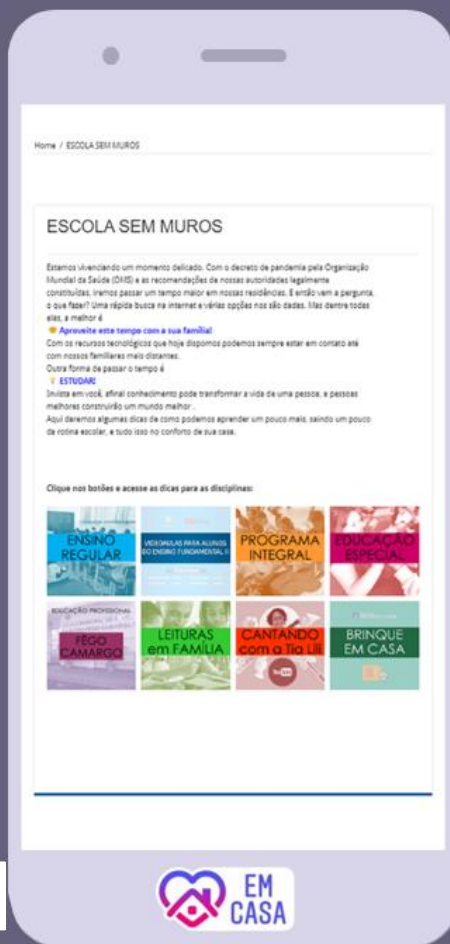 Home / ESCOLA SEM MUROS
ESCOLA SEM MUROS
Estamos vivenciando um momento delicado. Com o decreto de pandemia pela Organização
Mundial da Saúde (OMS) e as recomendações de nossas autoridades legalmente
constituídas, iremos passar um tempo maior em nossas residências. E então vem a pergunta,
o que fazer? Uma rápida busca na internet e várias opções nos são dadas. Mas dentre todas
elas, a melhor é
Aproveite este tempo com a sua família!
Com os recursos tecnológicos que hoje dispomos podemos sempre estar em contato até
com nossos familiares mais distantes.
Outra forma de passar o tempo é
ESTUDAR!
Invista em você, afinal conhecimento pode transformar a vida de uma pessoa, e pessoas
melhores construirão um mundo melhor .
Aqui daremos algumas dicas de como podemos aprender um pouco mais, saindo um pouco
da rotina escolar, e tudo isso no conforto de sua casa.
Clique nos botões e acesse as dicas para as disciplinas:
ENSINO
REGULAR
VIDEOAULAS PARA ALUNOS
DO ENSINO FUNDAMENTAL II
PROGRAMA
INTEGRAL
EDUCAÇÃO
ESPECIAL
EDUCAÇÃO PROFISSIONAL
FÊGO
CAMARGO
LEITURAS
em FAMÍLIA
CANTANDO
com a Tia Lili
BRINQUE
EM CASA
EM
CASA